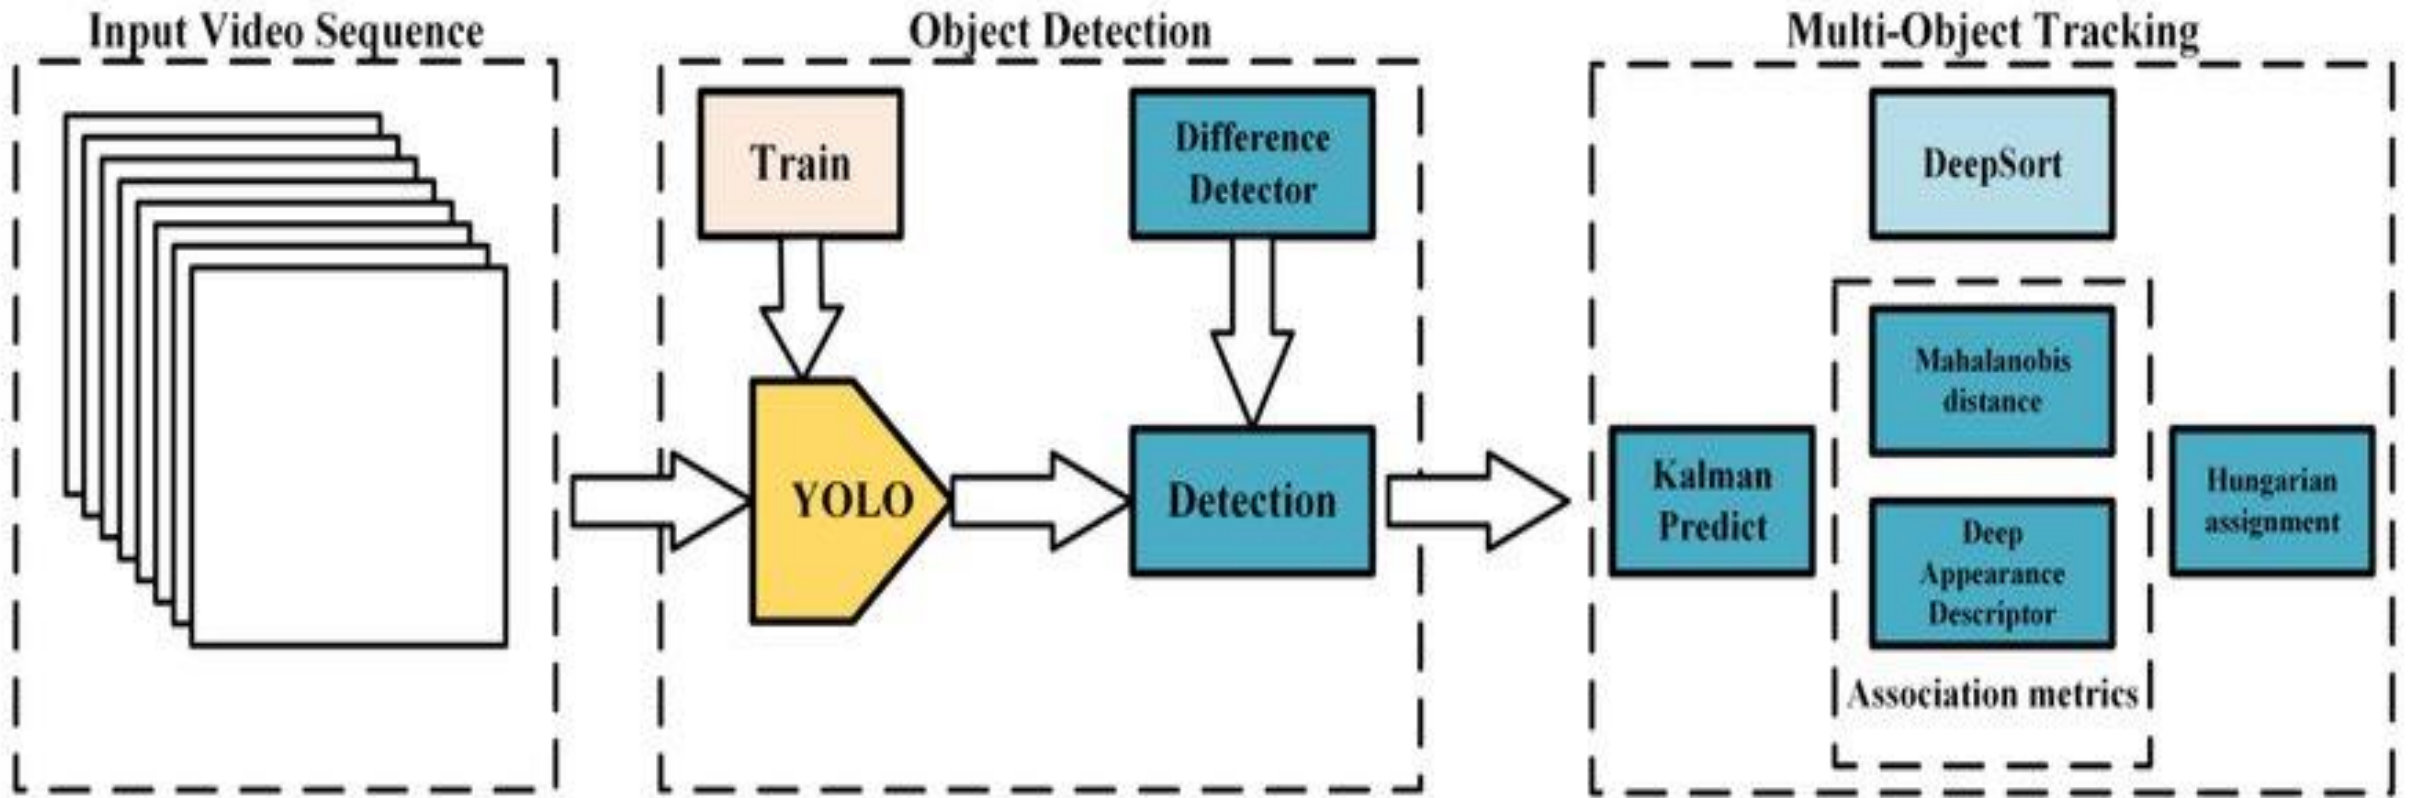 Input Video Sequence
Object Detection
Multi-Object Tracking
Train
Difference
Detector
YOLO
Detection
DeepSort
Kalman
Predict
Mahalanobis
distance
Deep
Appearance
Descriptor
Association metrics
Hungarian
assignment